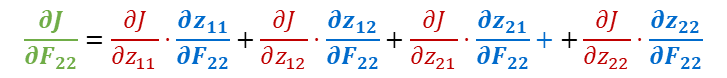 ∂J/∂F₂₂ = ∂J/∂z₁₁ · ∂z₁₁/∂F₂₂ + ∂J/∂z₁₂ · ∂z₁₂/∂F₂₂ + ∂J/∂z₂₁ · ∂z₂₁/∂F₂₂ + + ∂J/∂z₂₂ · ∂z₂₂/∂F₂₂